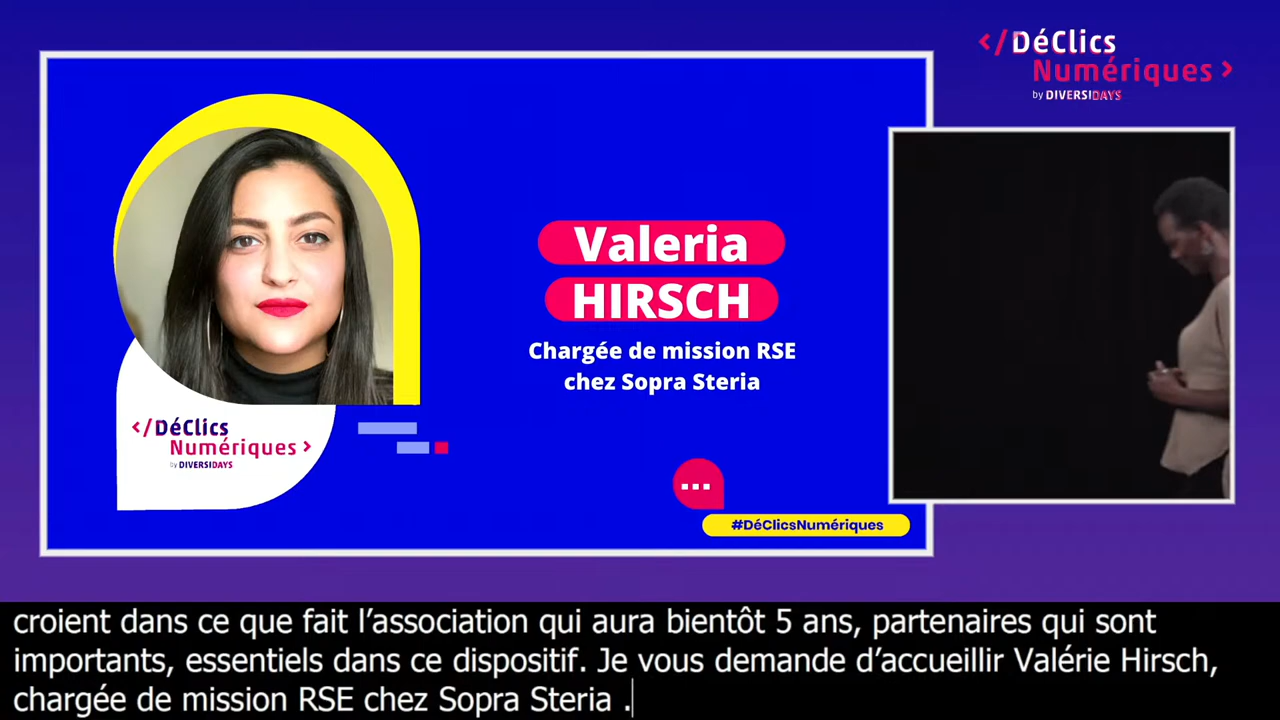 </DéClics
Numériques >
by DIVERSIDAYS
Valeria
HIRSCH
Chargée de mission RSE
chez Sopra Steria
</DéClics
Numériques >
by DIVERSIDAYS
...
#DéClicsNumériques
croient dans ce que fait l’association qui aura bientôt 5 ans, partenaires qui sont
importants, essentiels dans ce dispositif. Je vous demande d’accueillir Valérie Hirsch,
chargée de mission RSE chez Sopra Steria .